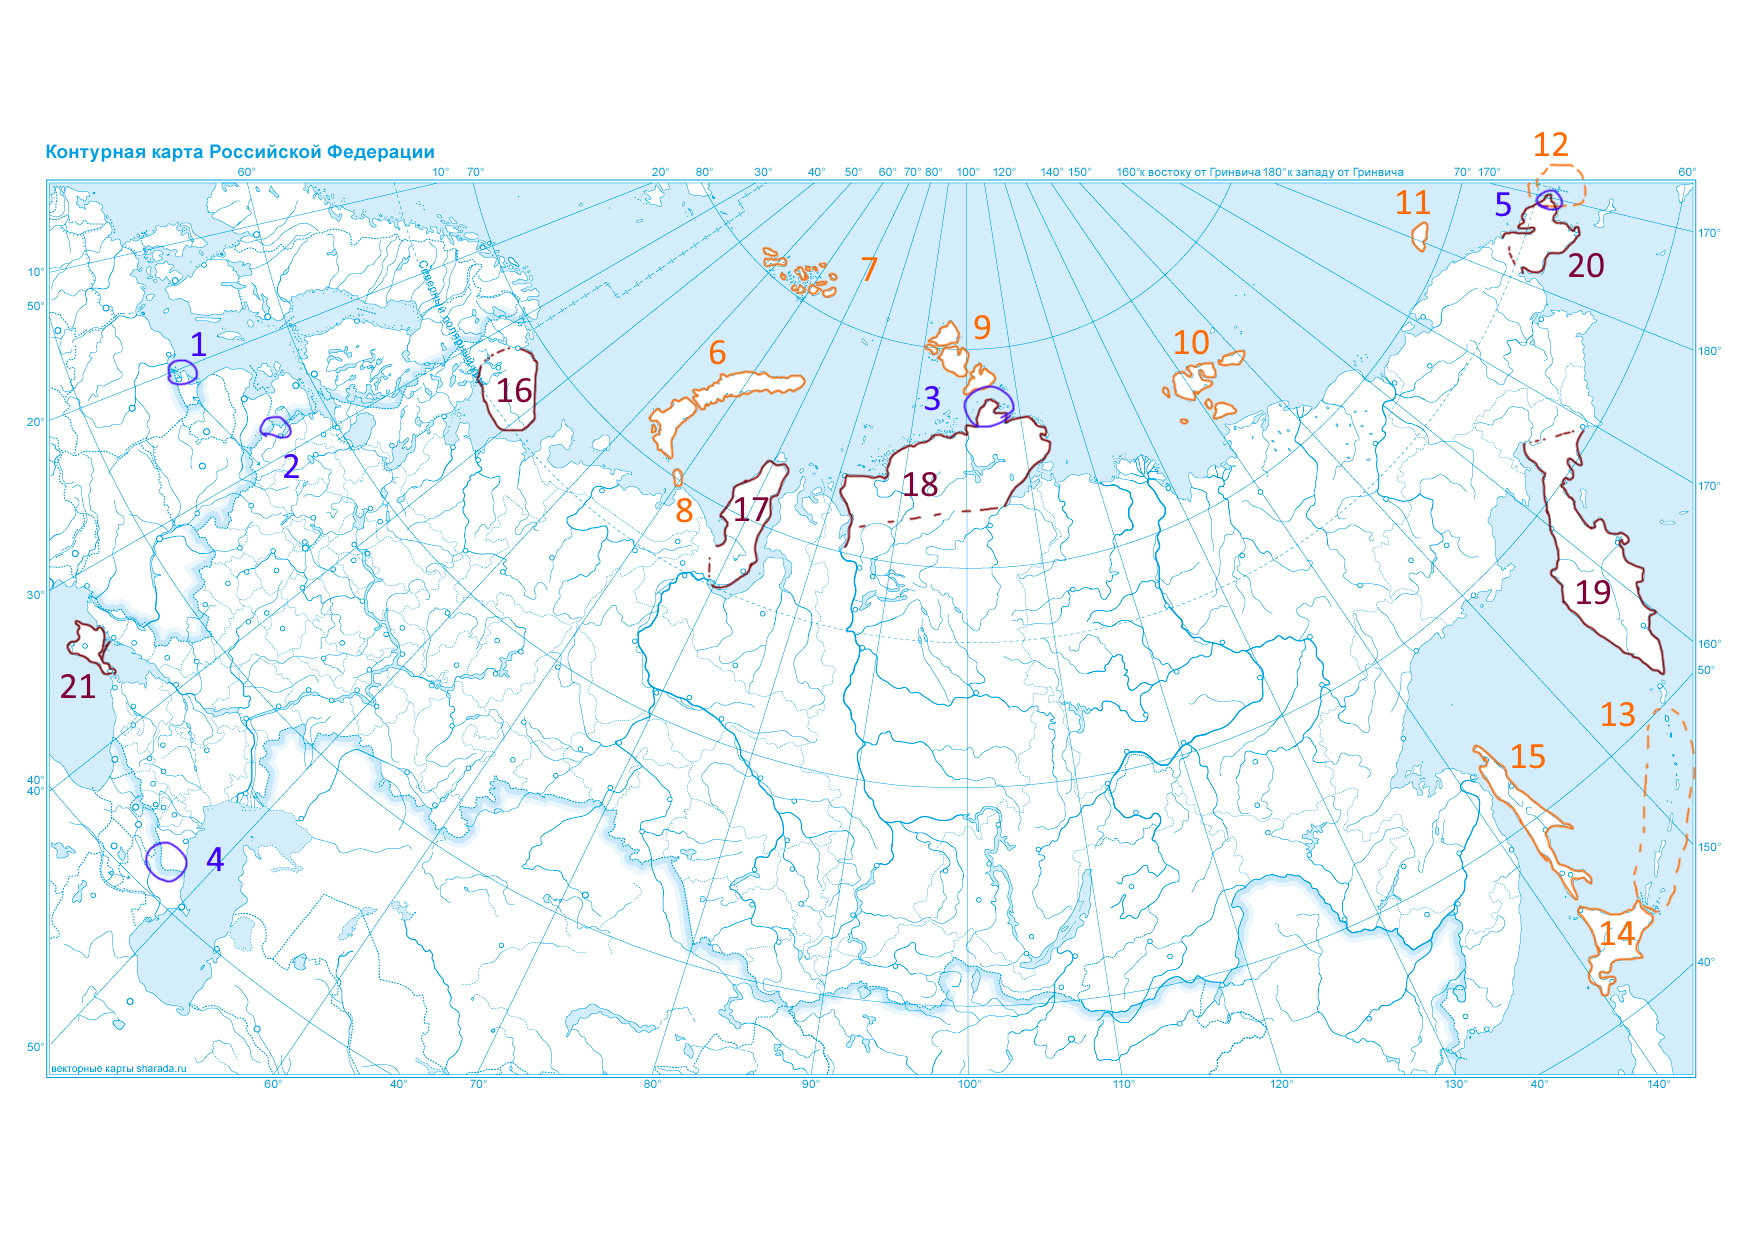 12
Контурная карта Российской Федерации
60° 10° 70° 20° 80° 30° 40° 50° 60° 70° 80° 100° 120° 140° 150° 160° к востоку от Гринвича 180° к западу от Гринвича 70° 170° 60°
5 11
10° 170°
Северный полярный
7 20
50°
1 6 9 10 180°
16 3
20°
2
17 18 170°
8
30° 19
160°
21 50°
13
15
40°
40°
4 150°
14 40°
50°
векторные карты sharada.ru
60° 40° 70° 80° 90° 100° 110° 120° 130° 40° 140°